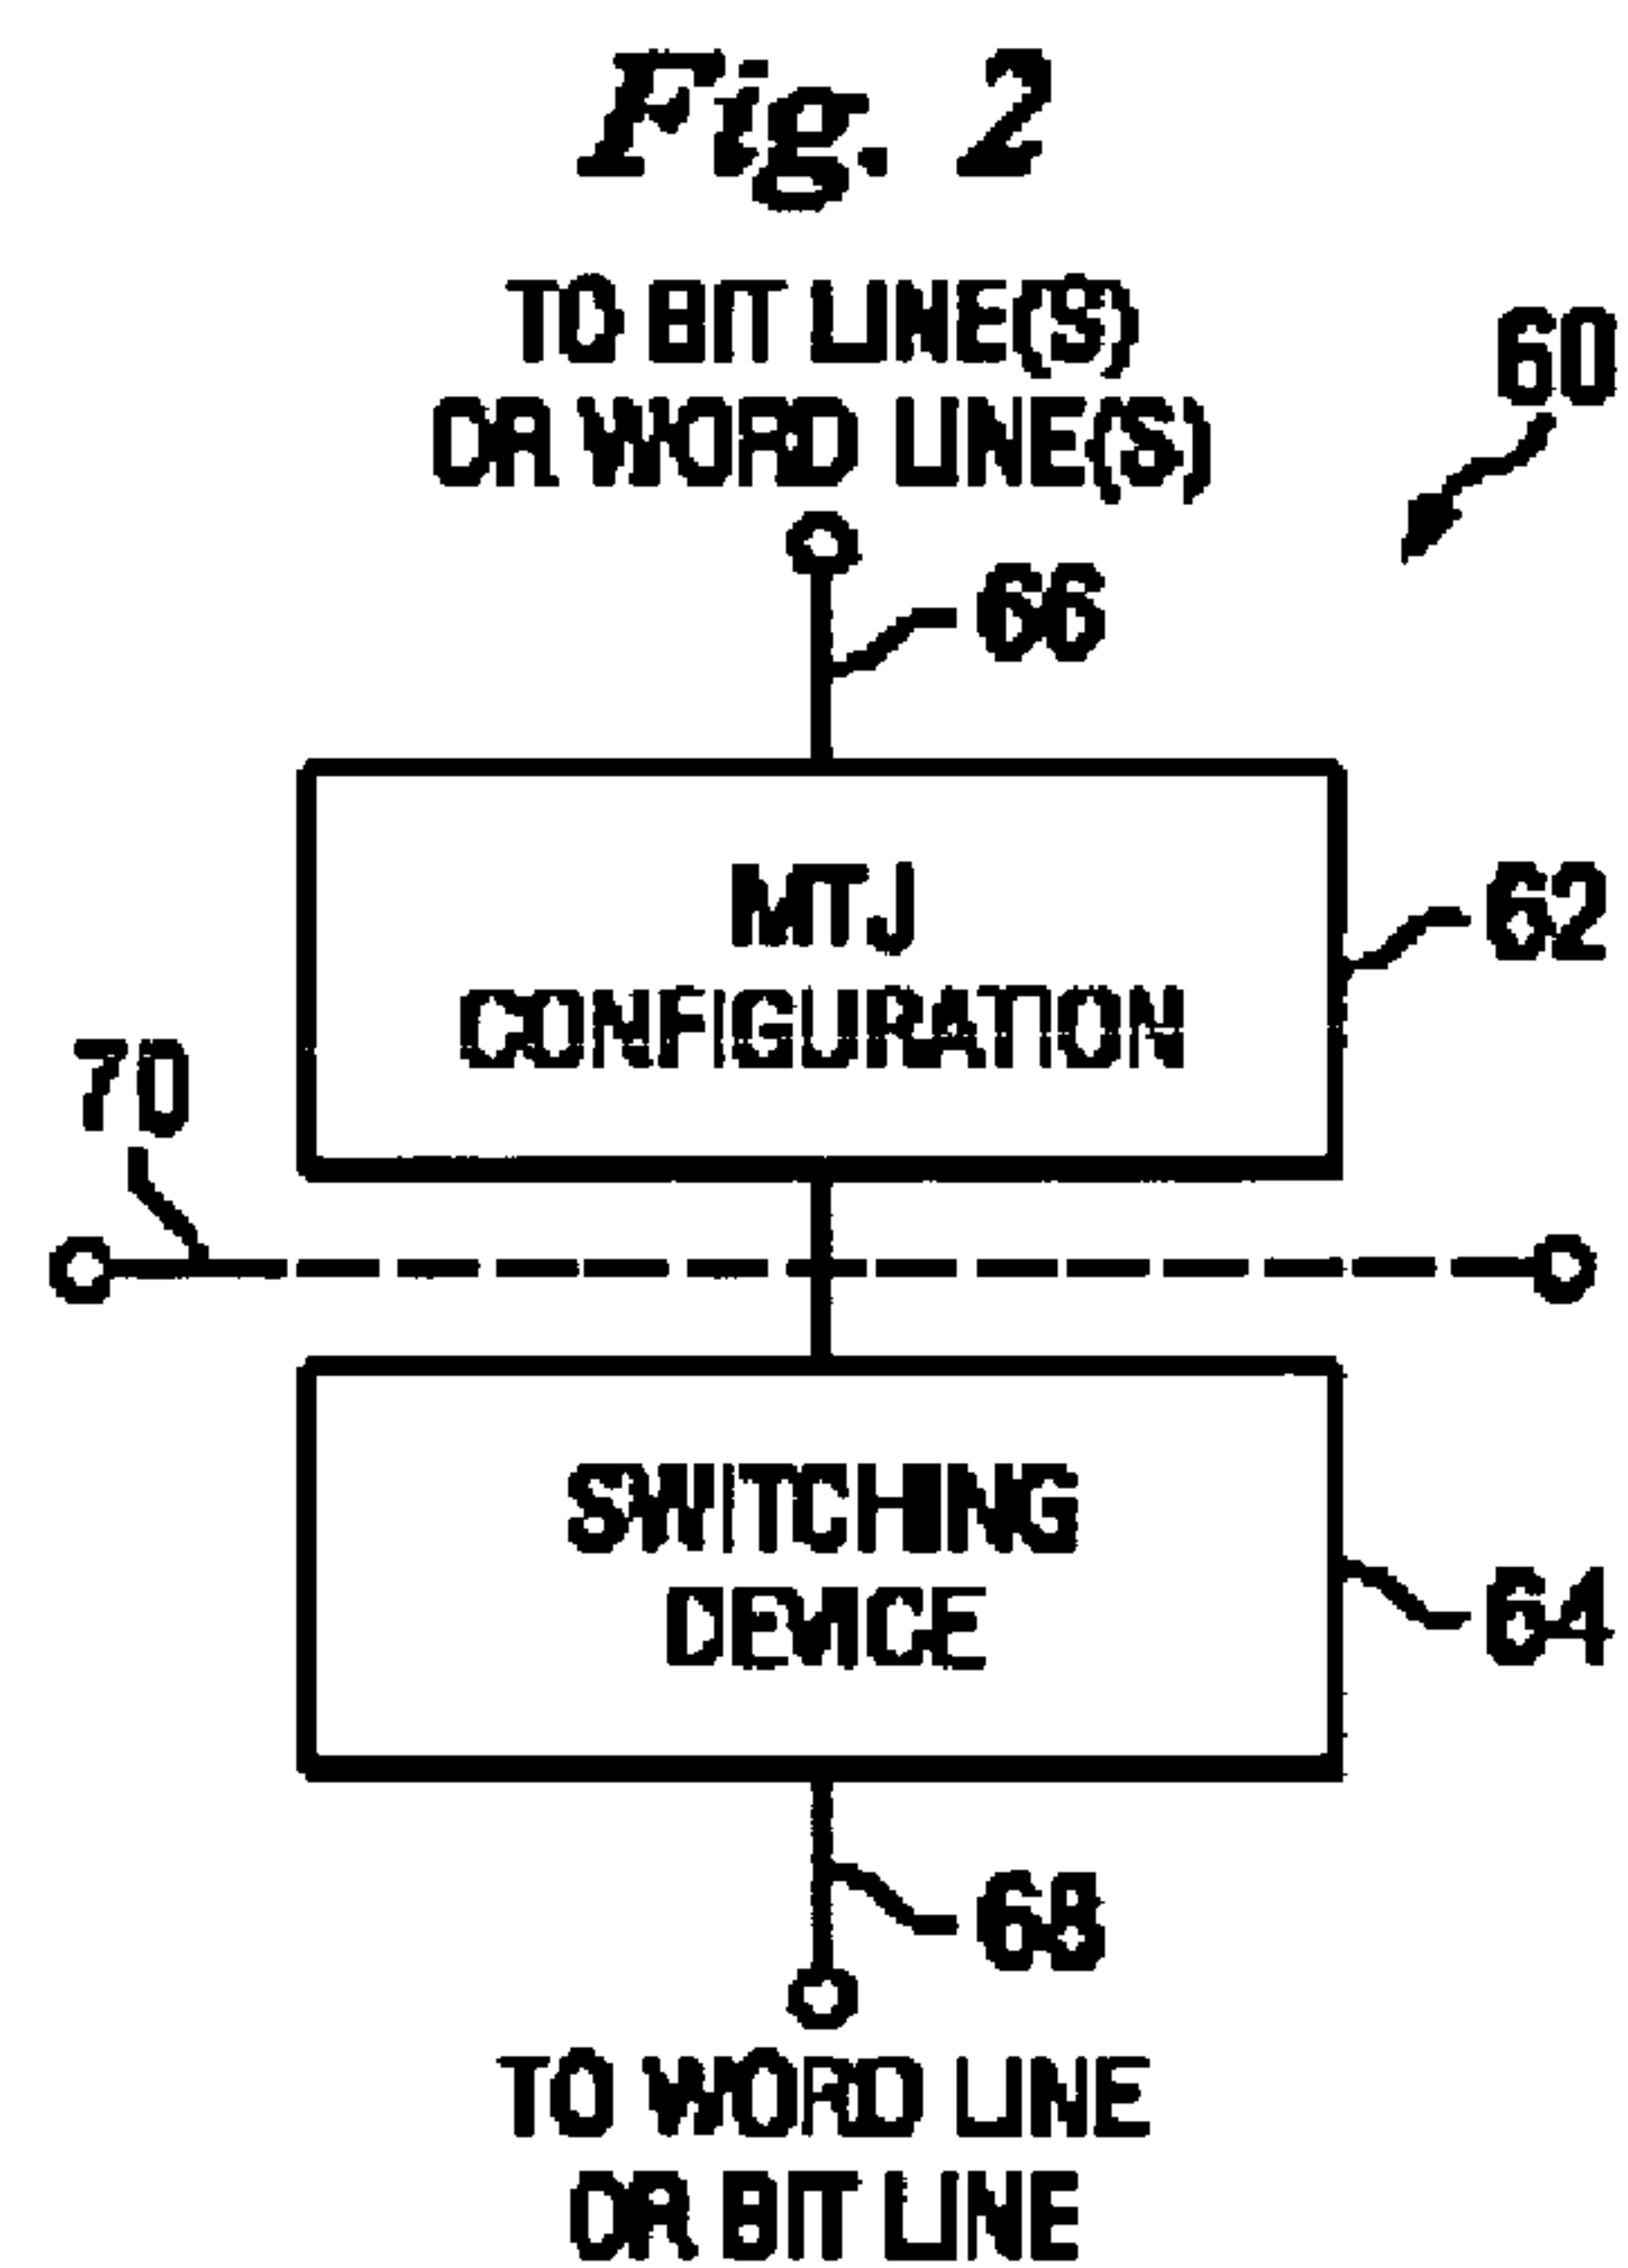 Fig. 2
TO BIT LINE(S)
OR WORD LINE(S)
60
66
MTJ
CONFIGURATION
62
70
SWITCHING
DEVICE
64
68
TO WORD LINE
OR BIT LINE